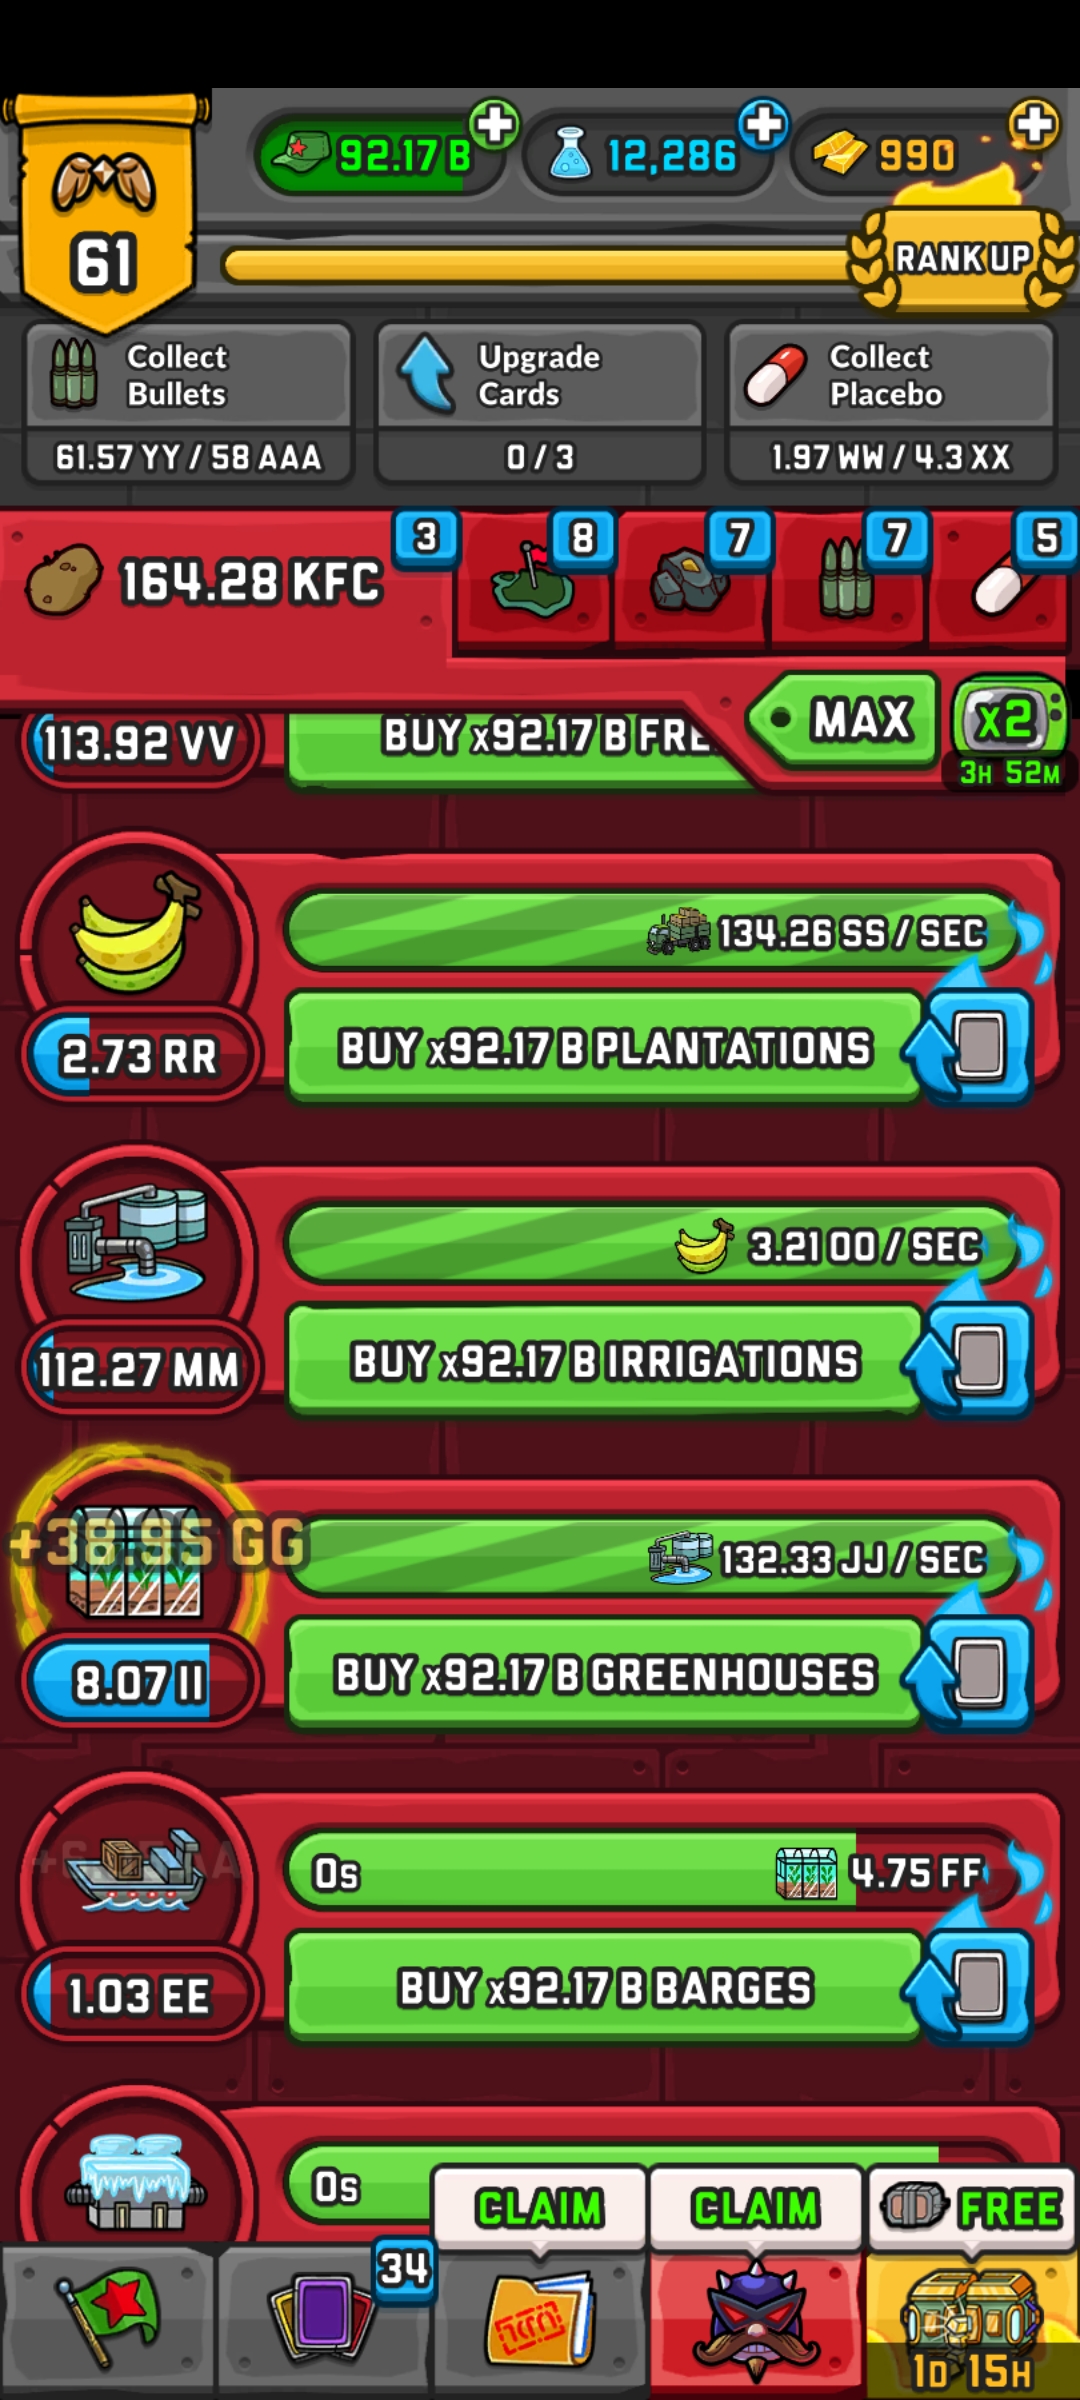 92.17 B
12,286
990
61
RANK UP
Collect
Bullets
61.57 YY / 58 AAA
Upgrade
Cards
0 / 3
Collect
Placebo
1.97 WW / 4.3 XX
164.28 KFC
3
8
7
7
5
MAX
x2
3H 52M
113.92 VV
BUY x92.17 B FRE
134.26 SS / SEC
2.73 RR
BUY x92.17 B PLANTATIONS
3.21 OO / SEC
112.27 MM
BUY x92.17 B IRRIGATIONS
+38.95 GG
132.33 JJ / SEC
8.07 II
BUY x92.17 B GREENHOUSES
0s
4.75 FF
1.03 EE
BUY x92.17 B BARGES
0s
CLAIM
CLAIM
FREE
34
1D 15H